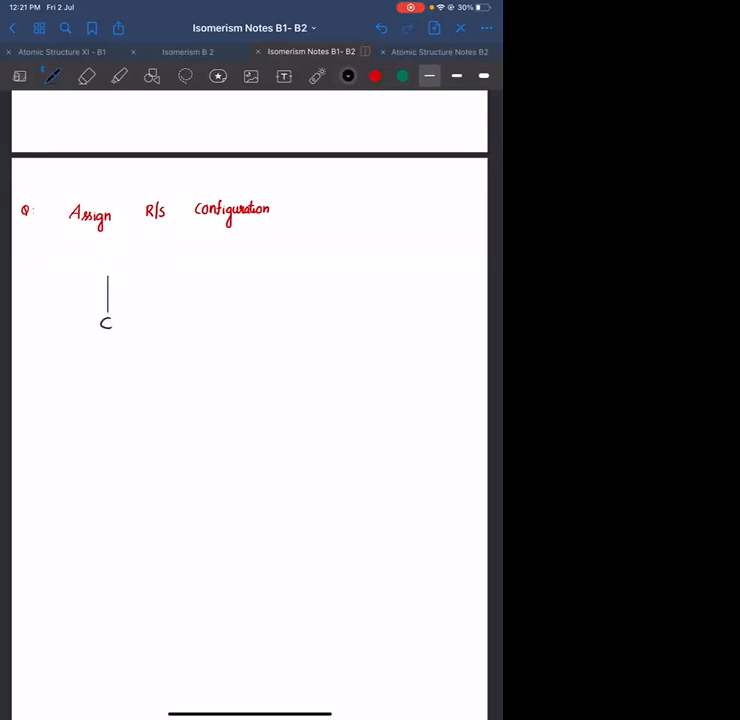 12:21 PM Fri 2 Jul
30%
Isomerism Notes B1- B2
Atomic Structure XI - B1
Isomerism B 2
Isomerism Notes B1- B2
Atomic Structure Notes B2
Q: Assign R/S Configuration
C